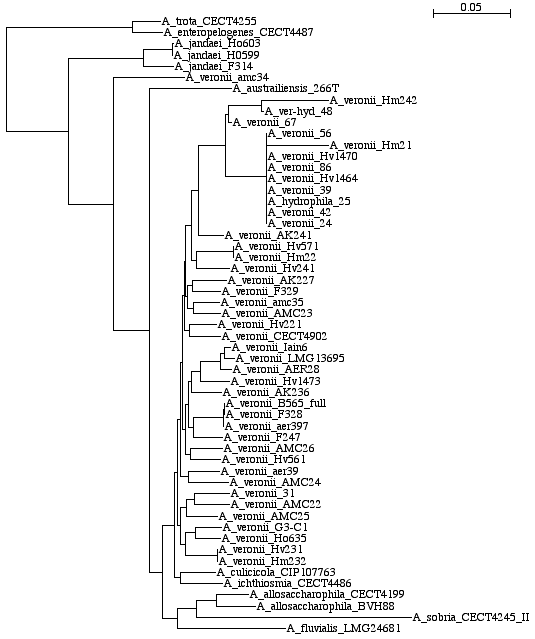 0.05
A_trota_CECT4255
A_enteropelogenes_CECT4487
A_jandaei_Ho603
A_jandaei_H0599
A_jandaei_F314
A_veronii_amc34
A_austrailiensis_266T
A_veronii_Hm242
A_ver-hyd_48
A_veronii_67
A_veronii_56
A_veronii_Hm21
A_veronii_Hv1470
A_veronii_86
A_veronii_Hv1464
A_veronii_39
A_hydrophila_25
A_veronii_42
A_veronii_24
A_veronii_AK241
A_veronii_Hv571
A_veronii_Hm22
A_veronii_Hv241
A_veronii_AK227
A_veronii_F329
A_veronii_amc35
A_veronii_AMC23
A_veronii_Hv221
A_veronii_CECT4902
A_veronii_Iain6
A_veronii_LMG13695
A_veronii_AER28
A_veronii_Hv1473
A_veronii_AK236
A_veronii_B565_full
A_veronii_F328
A_veronii_aer397
A_veronii_F247
A_veronii_AMC26
A_veronii_Hv561
A_veronii_aer39
A_veronii_AMC24
A_veronii_31
A_veronii_AMC22
A_veronii_AMC25
A_veronii_G3-C1
A_veronii_Ho635
A_veronii_Hv231
A_veronii_Hm232
A_culicicola_CIP107763
A_ichthiosmia_CECT4486
A_allosaccharophila_CECT4199
A_allosaccharophila_BVH88
A_sobria_CECT4245_II
A_fluvialis_LMG24681